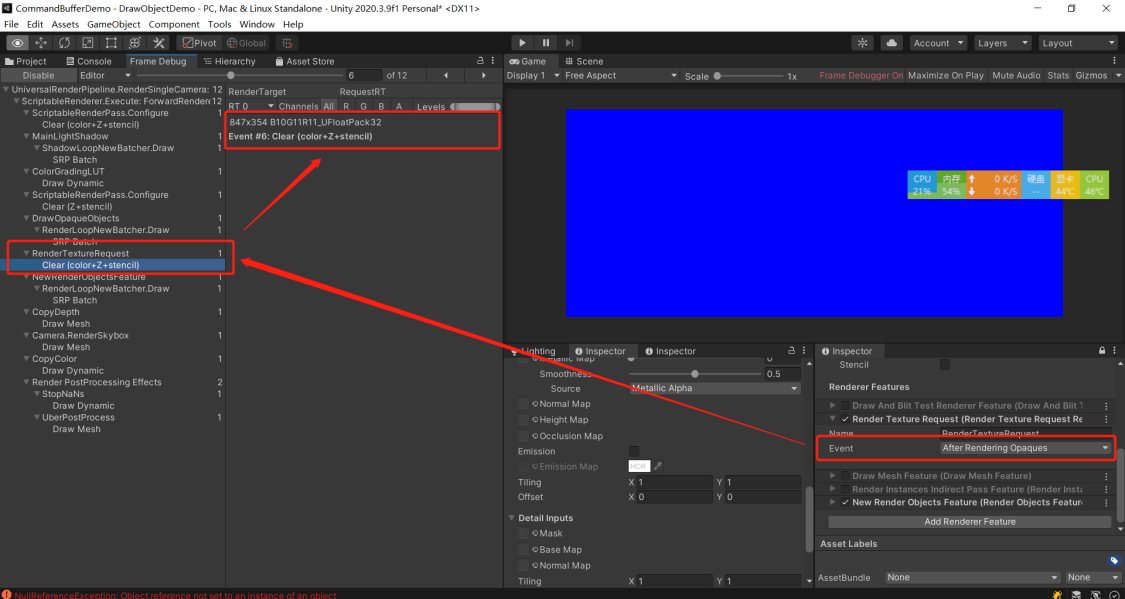 CommandBufferDemo - DrawObjectDemo - PC, Mac & Linux Standalone - Unity 2020.3.9f1 Personal* <DX11>
File Edit Assets GameObject Component Tools Window Help
Pivot Global Account Layers Layout
Project Console Frame Debug Hierarchy Asset Store
Disable Editor 6 of 12
UniversalRenderPipeline.RenderSingleCamera: 12
ScriptableRenderer.Execute: ForwardRenderer 12
ScriptableRenderPass.Configure 1
Clear (color+Z+stencil)
MainLightShadow 1
ShadowLoopNewBatcher.Draw 1
SRP Batch
ColorGradingLUT 1
Draw Dynamic
ScriptableRenderPass.Configure 1
Clear (Z+stencil)
DrawOpaqueObjects 1
RenderLoopNewBatcher.Draw 1
SRP Batch
RenderTextureRequest 1
Clear (color+Z+stencil)
NewRenderObjectsFeature 1
RenderLoopNewBatcher.Draw 1
SRP Batch
CopyDepth 1
Draw Mesh
Camera.RenderSkybox 1
Draw Mesh
CopyColor 1
Draw Dynamic
Render PostProcessing Effects 2
StopNaNs 1
Draw Dynamic
UberPostProcess 1
Draw Mesh
RenderTarget RequestRT
RT 0 Channels All R G B A Levels
847x354 B10G11R11_UFloatPack32
Event #6: Clear (color+Z+stencil)
Game Scene
Display 1 Free Aspect Scale 1x Frame Debugger On Maximize On Play Mute Audio Stats Gizmos
CPU 内存 0 K/S 硬盘 显卡 CPU
21% 54% 0 K/S -- 44℃ 46℃
Lighting Inspector Inspector
Metallic Map 0
Smoothness 0.5
Source Metallic Alpha
Normal Map
Height Map
Occlusion Map
Emission
Emission Map HDR
Tiling X 1 Y 1
Offset X 0 Y 0
Detail Inputs
Mask
Base Map
Normal Map
Tiling X 1 Y 1
Inspector
Stencil
Renderer Features
Draw And Blit Test Renderer Feature (Draw And Blit T
Render Texture Request (Render Texture Request Re
Name RenderTextureRequest
Event After Rendering Opaques
Draw Mesh Feature (Draw Mesh Feature)
Render Instances Indirect Pass Feature (Render Insta
New Render Objects Feature (Render Objects Featur
Add Renderer Feature
Asset Labels
AssetBundle None None
NullReferenceException: Object reference not set to an instance of an object